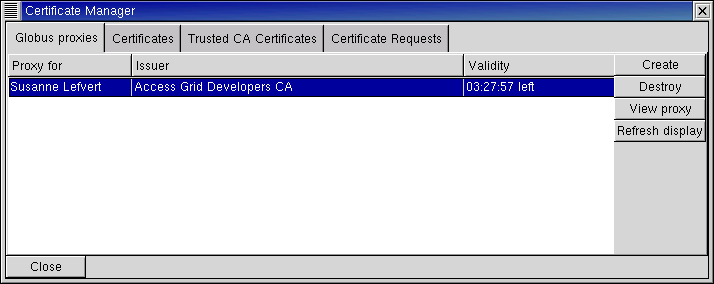 Certificate Manager
Globus proxies Certificates Trusted CA Certificates Certificate Requests
Proxy for Issuer Validity
Susanne Lefvert Access Grid Developers CA 03:27:57 left
Create
Destroy
View proxy
Refresh display
Close